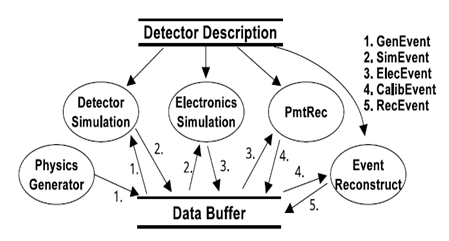 Detector Description
1. GenEvent
2. SimEvent
3. ElecEvent
4. CalibEvent
5. RecEvent
Detector
Simulation
Electronics
Simulation
PmtRec
Physics
Generator
Event
Reconstruct
1.
1.
2.
2.
3.
3.
4.
4.
5.
Data Buffer